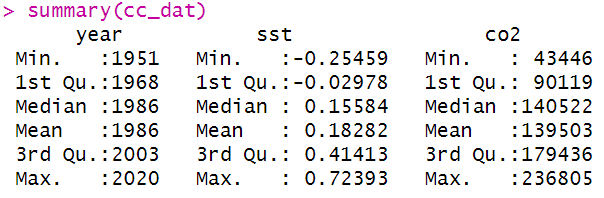 > summary(cc_dat)
year sst co2
Min. :1951 Min. :-0.25459 Min. : 43446
1st Qu.:1968 1st Qu.:-0.02978 1st Qu.: 90119
Median :1986 Median : 0.15584 Median :140522
Mean :1986 Mean : 0.18282 Mean :139503
3rd Qu.:2003 3rd Qu.: 0.41413 3rd Qu.:179436
Max. :2020 Max. : 0.72393 Max. :236805